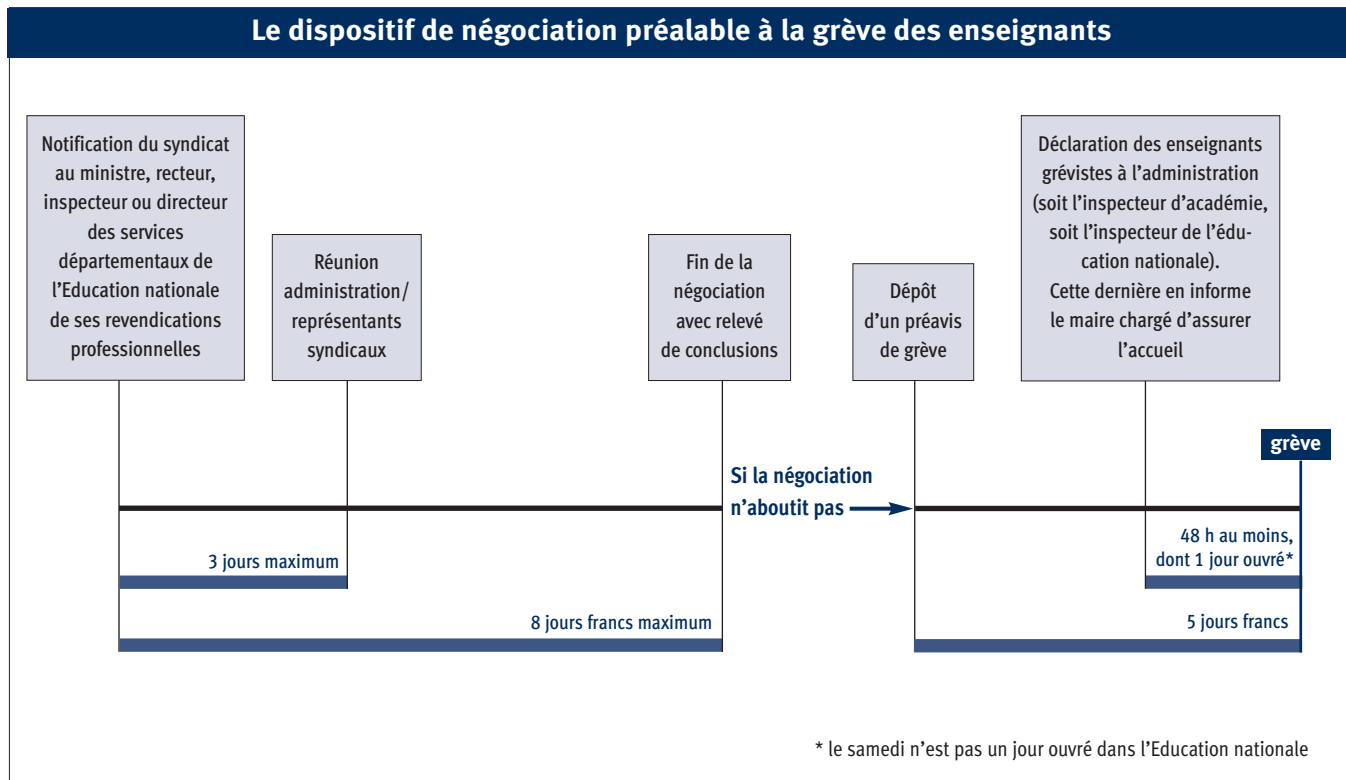 Le dispositif de négociation préalable à la grève des enseignants
Notification du syndicat
au ministre, recteur,
inspecteur ou directeur
des services
départementaux de
l’Education nationale
de ses revendications
professionnelles
Réunion
administration/
représentants
syndicaux
Fin de la
négociation
avec relevé
de conclusions
Dépôt
d’un préavis
de grève
Déclaration des enseignants
grévistes à l’administration
(soit l’inspecteur d’académie,
soit l’inspecteur de l’édu-
cation nationale).
Cette dernière en informe
le maire chargé d’assurer
l’accueil
grève
Si la négociation
n’aboutit pas
3 jours maximum
48 h au moins,
dont 1 jour ouvré*
8 jours francs maximum
5 jours francs
* le samedi n’est pas un jour ouvré dans l’Education nationale